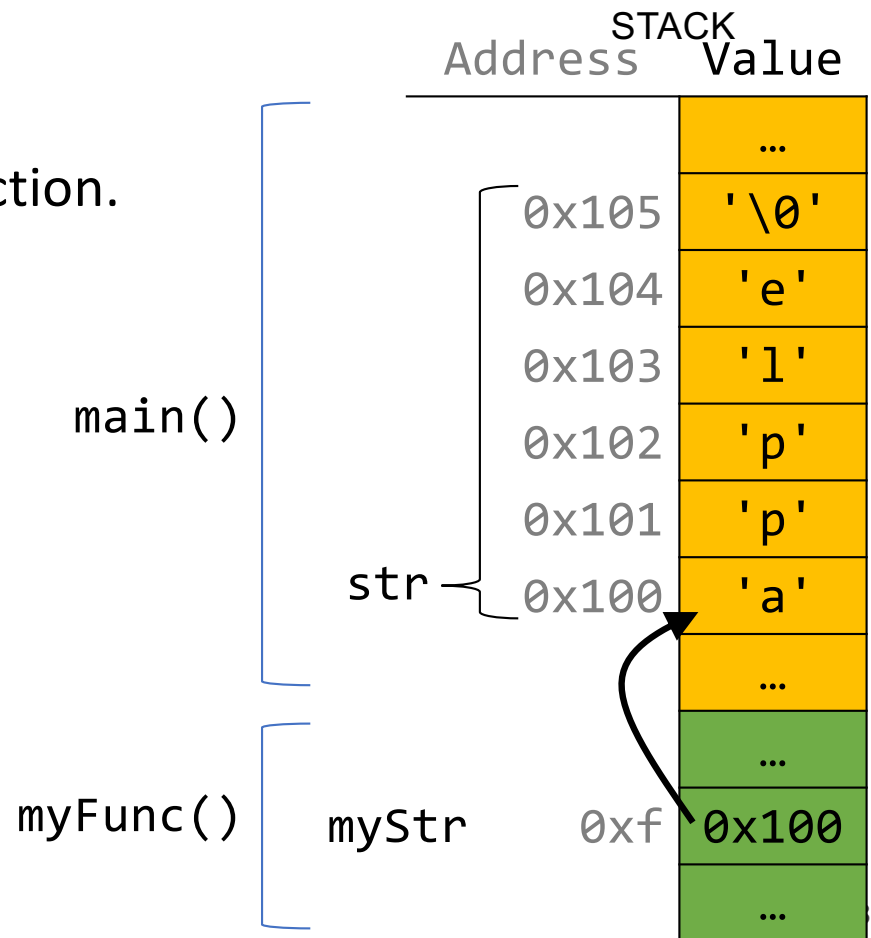 STACK
Address Value
…
ction.
0x105 '\0'
0x104 'e'
0x103 'l'
main()
0x102 'p'
0x101 'p'
str 0x100 'a'
…
…
myFunc() myStr 0xf 0x100
…